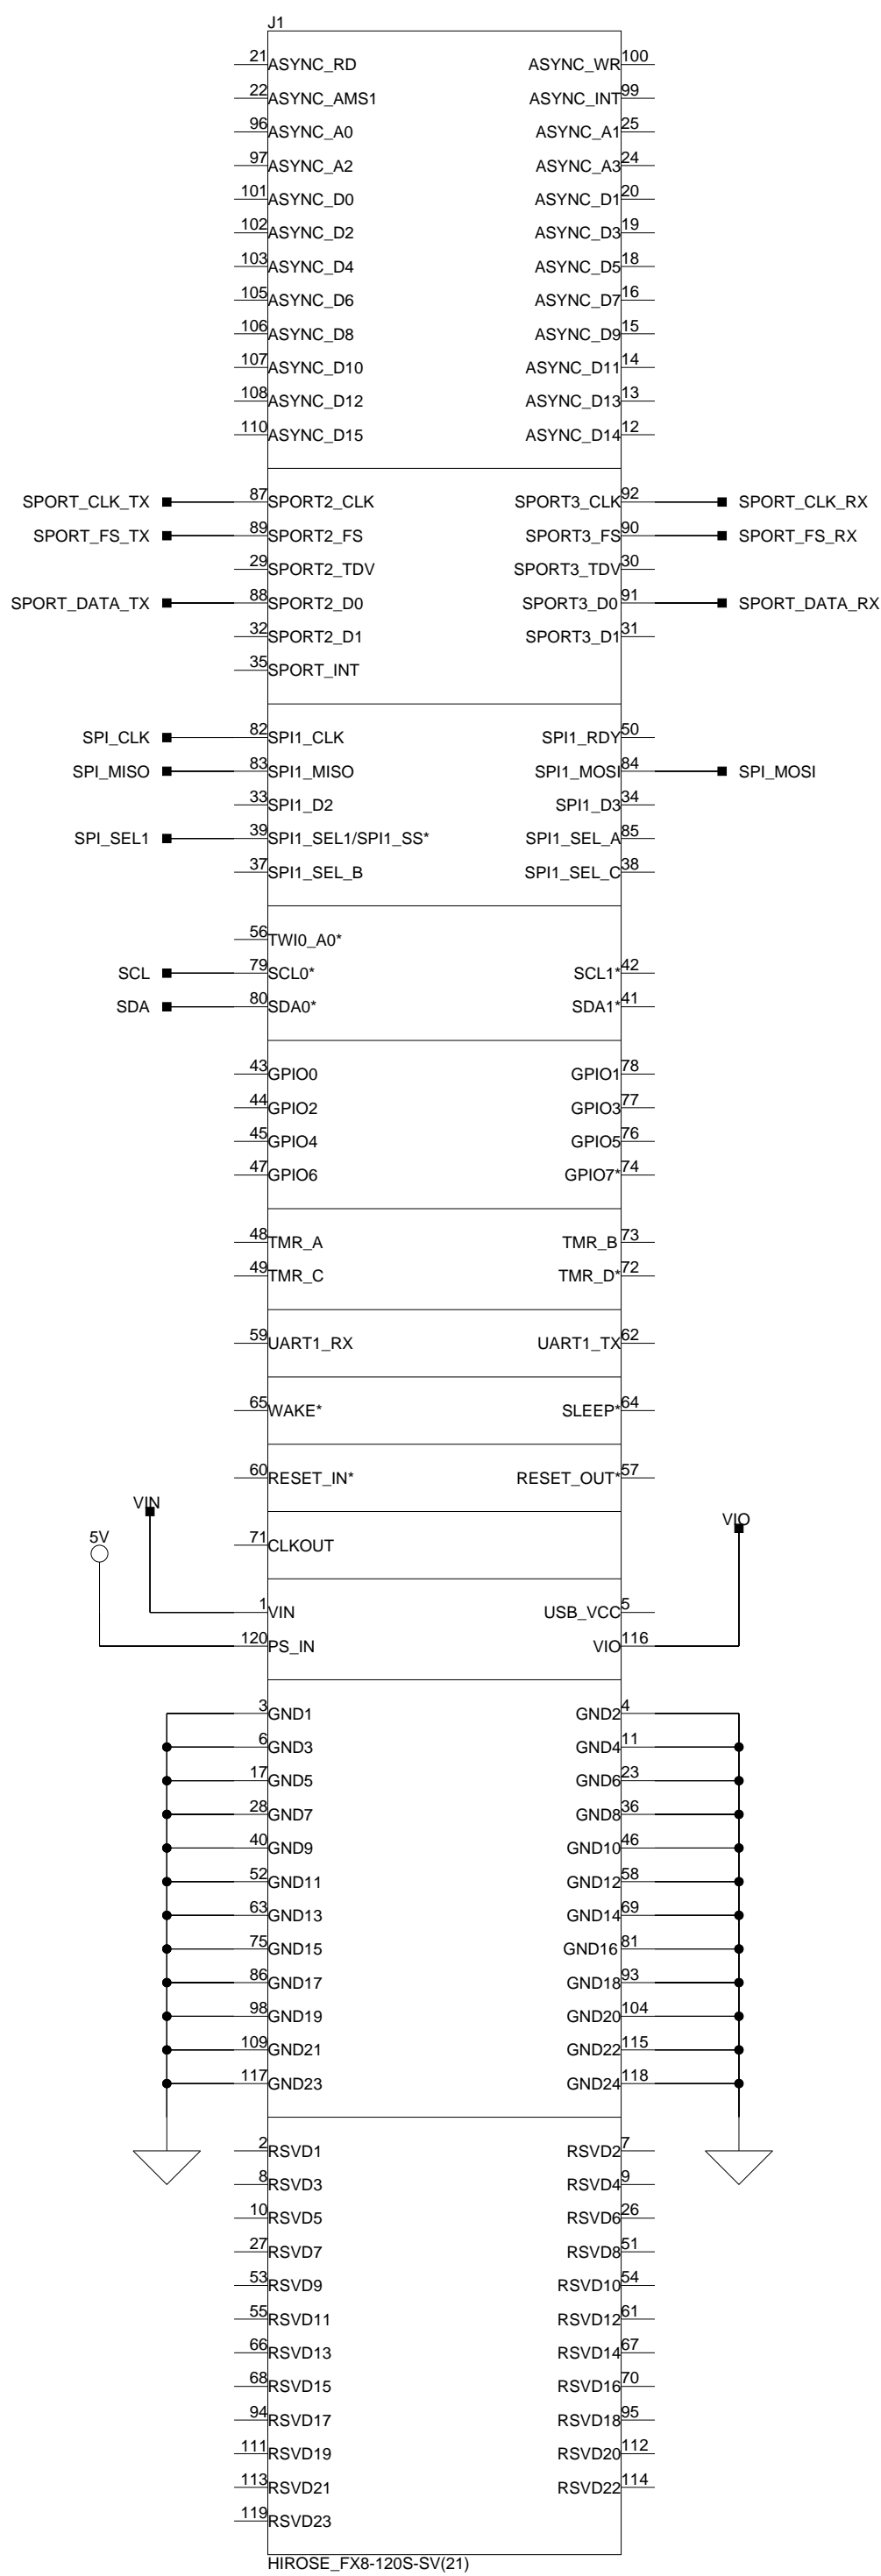 J1
21 ASYNC_RD ASYNC_WR 100
22 ASYNC_AMS1 ASYNC_INT 99
96 ASYNC_A0 ASYNC_A1 25
97 ASYNC_A2 ASYNC_A3 24
101 ASYNC_D0 ASYNC_D1 20
102 ASYNC_D2 ASYNC_D3 19
103 ASYNC_D4 ASYNC_D5 18
105 ASYNC_D6 ASYNC_D7 16
106 ASYNC_D8 ASYNC_D9 15
107 ASYNC_D10 ASYNC_D11 14
108 ASYNC_D12 ASYNC_D13 13
110 ASYNC_D15 ASYNC_D14 12
SPORT_CLK_TX 87 SPORT2_CLK SPORT3_CLK 92 SPORT_CLK_RX
SPORT_FS_TX 89 SPORT2_FS SPORT3_FS 90 SPORT_FS_RX
29 SPORT2_TDV SPORT3_TDV 30
SPORT_DATA_TX 88 SPORT2_D0 SPORT3_D0 91 SPORT_DATA_RX
32 SPORT2_D1 SPORT3_D1 31
35 SPORT_INT
SPI_CLK 82 SPI1_CLK SPI1_RDY 50
SPI_MISO 83 SPI1_MISO SPI1_MOSI 84 SPI_MOSI
33 SPI1_D2 SPI1_D3 34
SPI_SEL1 39 SPI1_SEL1/SPI1_SS* SPI1_SEL_A 85
37 SPI1_SEL_B SPI1_SEL_C 38
56 TWI0_A0*
SCL 79 SCL0* SCL1* 42
SDA 80 SDA0* SDA1* 41
43 GPIO0 GPIO1 78
44 GPIO2 GPIO3 77
45 GPIO4 GPIO5 76
47 GPIO6 GPIO7* 74
48 TMR_A TMR_B 73
49 TMR_C TMR_D* 72
59 UART1_RX UART1_TX 62
65 WAKE* SLEEP* 64
60 RESET_IN* RESET_OUT* 57
VIN
VIO
5V
71 CLKOUT
1 VIN USB_VCC 5
120 PS_IN VIO 116
3 GND1 GND2 4
6 GND3 GND4 11
17 GND5 GND6 23
28 GND7 GND8 36
40 GND9 GND10 46
52 GND11 GND12 58
63 GND13 GND14 69
75 GND15 GND16 81
86 GND17 GND18 93
98 GND19 GND20 104
109 GND21 GND22 115
117 GND23 GND24 118
2 RSVD1 RSVD2 7
8 RSVD3 RSVD4 9
10 RSVD5 RSVD6 26
27 RSVD7 RSVD8 51
53 RSVD9 RSVD10 54
55 RSVD11 RSVD12 61
66 RSVD13 RSVD14 67
68 RSVD15 RSVD16 70
94 RSVD17 RSVD18 95
111 RSVD19 RSVD20 112
113 RSVD21 RSVD22 114
119 RSVD23
HIROSE_FX8-120S-SV(21)